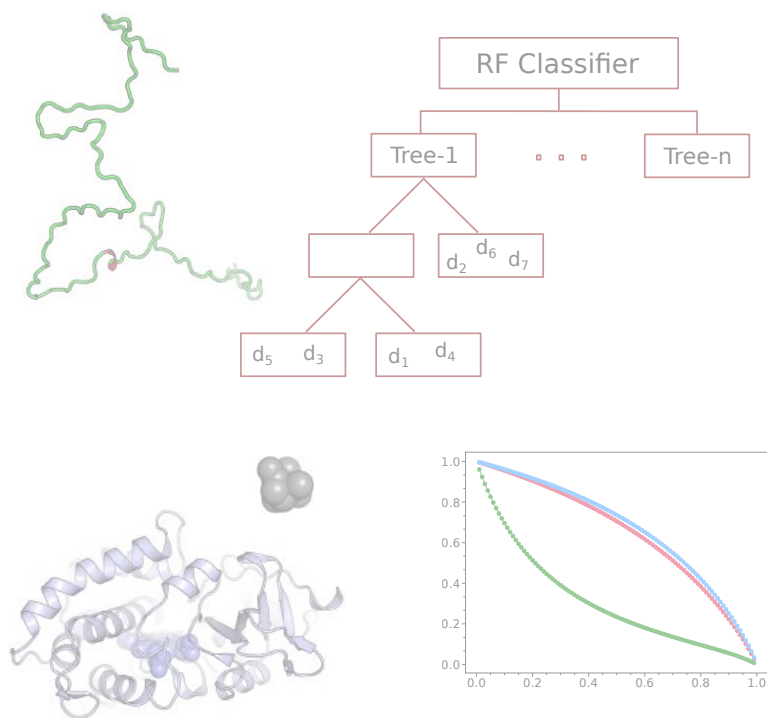 RF Classifier
Tree-1
Tree-n
d₆
d₂ d₇
d₅ d₃
d₁ d₄
1.0
0.8
0.6
0.4
0.2
0.0
0.0 0.2 0.4 0.6 0.8 1.0